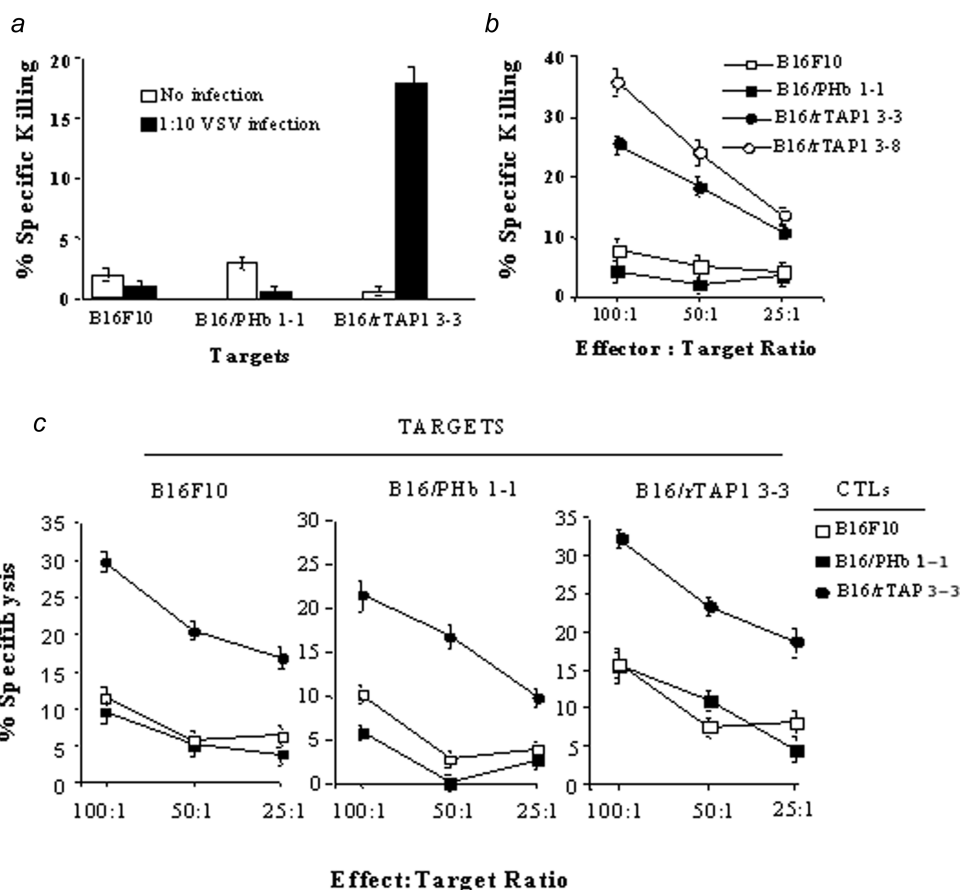 a
% Specific Killing
20
15
10
5
0
No infection
1:10 VSV infection
B16F10
B16/PHb 1-1
B16/rTAP1 3-3
Targets
b
% Specific Killing
40
30
20
10
0
B16F10
B16/PHb 1-1
B16/rTAP1 3-3
B16/rTAP1 3-8
100:1
50:1
25:1
Effector : Target Ratio
c
TARGETS
B16F10
B16/PHb 1-1
B16/rTAP1 3-3
CTLs
B16F10
B16/PHb 1-1
B16/rTAP 3-3
% Specifilysis
35
30
25
20
15
10
5
0
100:1
50:1
25:1
30
25
20
15
10
5
0
100:1
50:1
25:1
35
30
25
20
15
10
5
0
100:1
50:1
25:1
Effect:Target Ratio